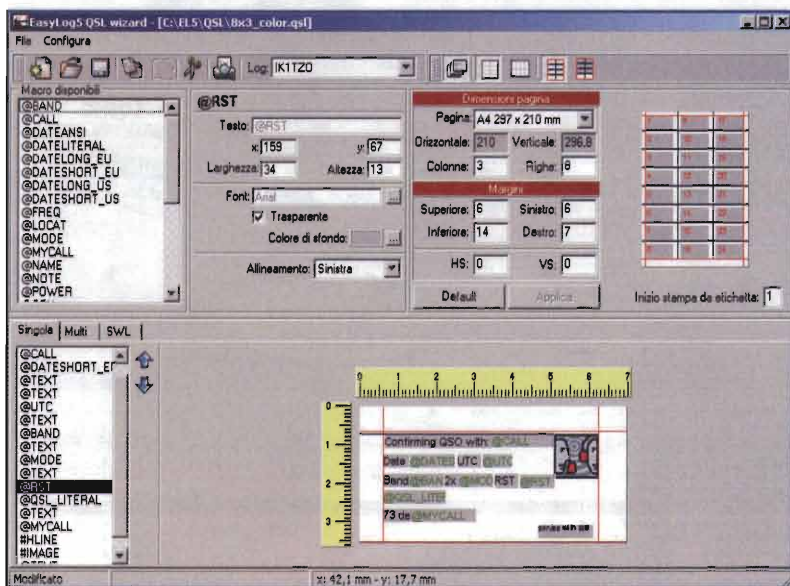 EasyLog5 QSL wizard - [C:\EL5\QSL\8x3_color.qsl]
File Configura
Log: IK1TZO
Macro disponibili
@BAND
@CALL
@DATEANSI
@DATELITERAL
@DATELONG_EU
@DATESHORT_EU
@DATELONG_US
@DATESHORT_US
@FREQ
@LOCAT
@MODE
@MYCALL
@NAME
@NOTE
@POWER
@RST
Testo: @RST
x: 159 y: 67
Larghezza: 34 Altezza: 13
Font: Arial ...
Trasparente
Colore di sfondo: ...
Allineamento: Sinistra
Dimensioni pagina
Pagina: A4 297 x 210 mm
Orizzontale: 210 Verticale: 296,8
Colonne: 3 Righe: 8
Margini
Superiore: 6 Sinistro: 6
Inferiore: 14 Destro: 7
HS: 0 VS: 0
Default Applica
Inizio stampa da etichetta: 1
Singola Multi SWL
@CALL
@DATESHORT_EU
@TEXT
@TEXT
@UTC
@TEXT
@BAND
@TEXT
@MODE
@TEXT
@RST
@QSL_LITERAL
@TEXT
@MYCALL
#HLINE
#IMAGE
0 1 2 3 4 5 6 7
0
1
2
3
Confirming QSO with: @CALL
Date @DATES UTC @UTC
Band @BAN 2x @MOD RST @RST
@QSL_LITE
73 de @MYCALL
Modificato x: 42,1 mm - y: 17,7 mm